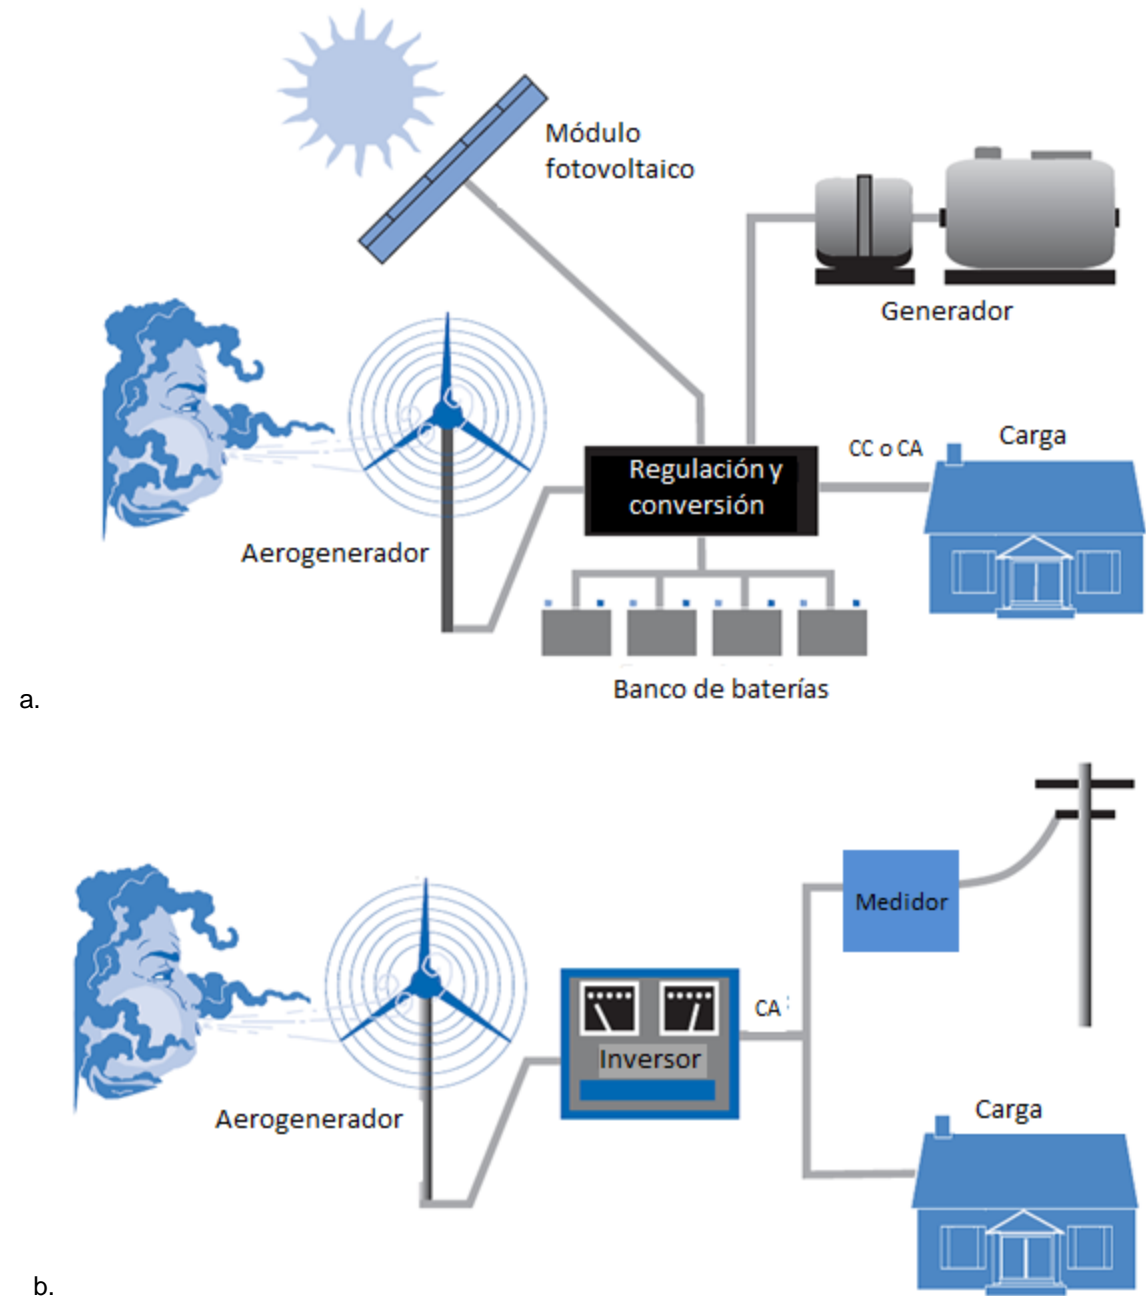 Módulo
fotovoltaico
Generador
Carga
CC o CA
Regulación y
conversión
Aerogenerador
Banco de baterías
a.
Medidor
CA
Inversor
Carga
Aerogenerador
b.